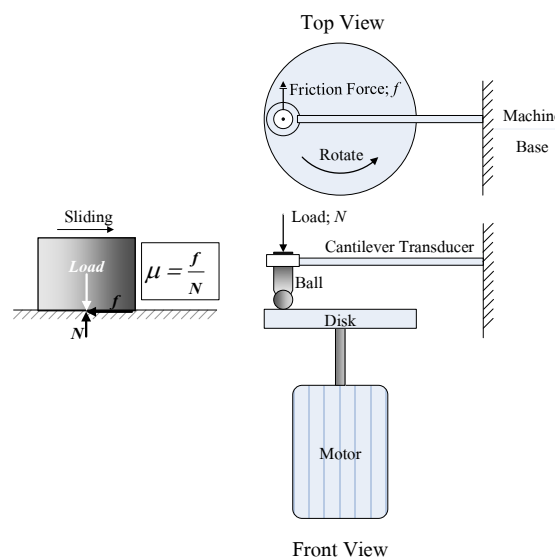 Top View
Friction Force; f
Rotate
Machine
Base
Sliding
Load
f
N
μ = f / N
Load; N
Cantilever Transducer
Ball
Disk
Motor
Front View